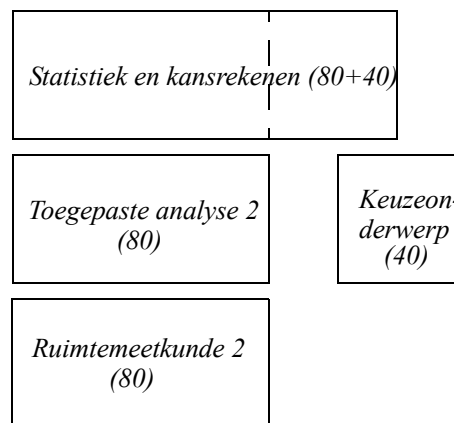 Statistiek en kansrekenen (80+40)
Toegepaste analyse 2
(80)
Keuzeon-
derwerp
(40)
Ruimtemeetkunde 2
(80)